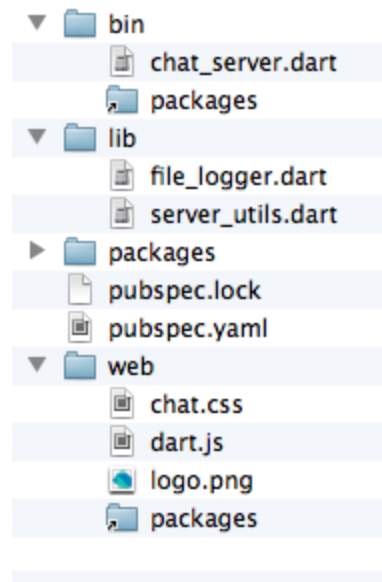 bin
chat_server.dart
packages
lib
file_logger.dart
server_utils.dart
packages
pubspec.lock
pubspec.yaml
web
chat.css
dart.js
logo.png
packages